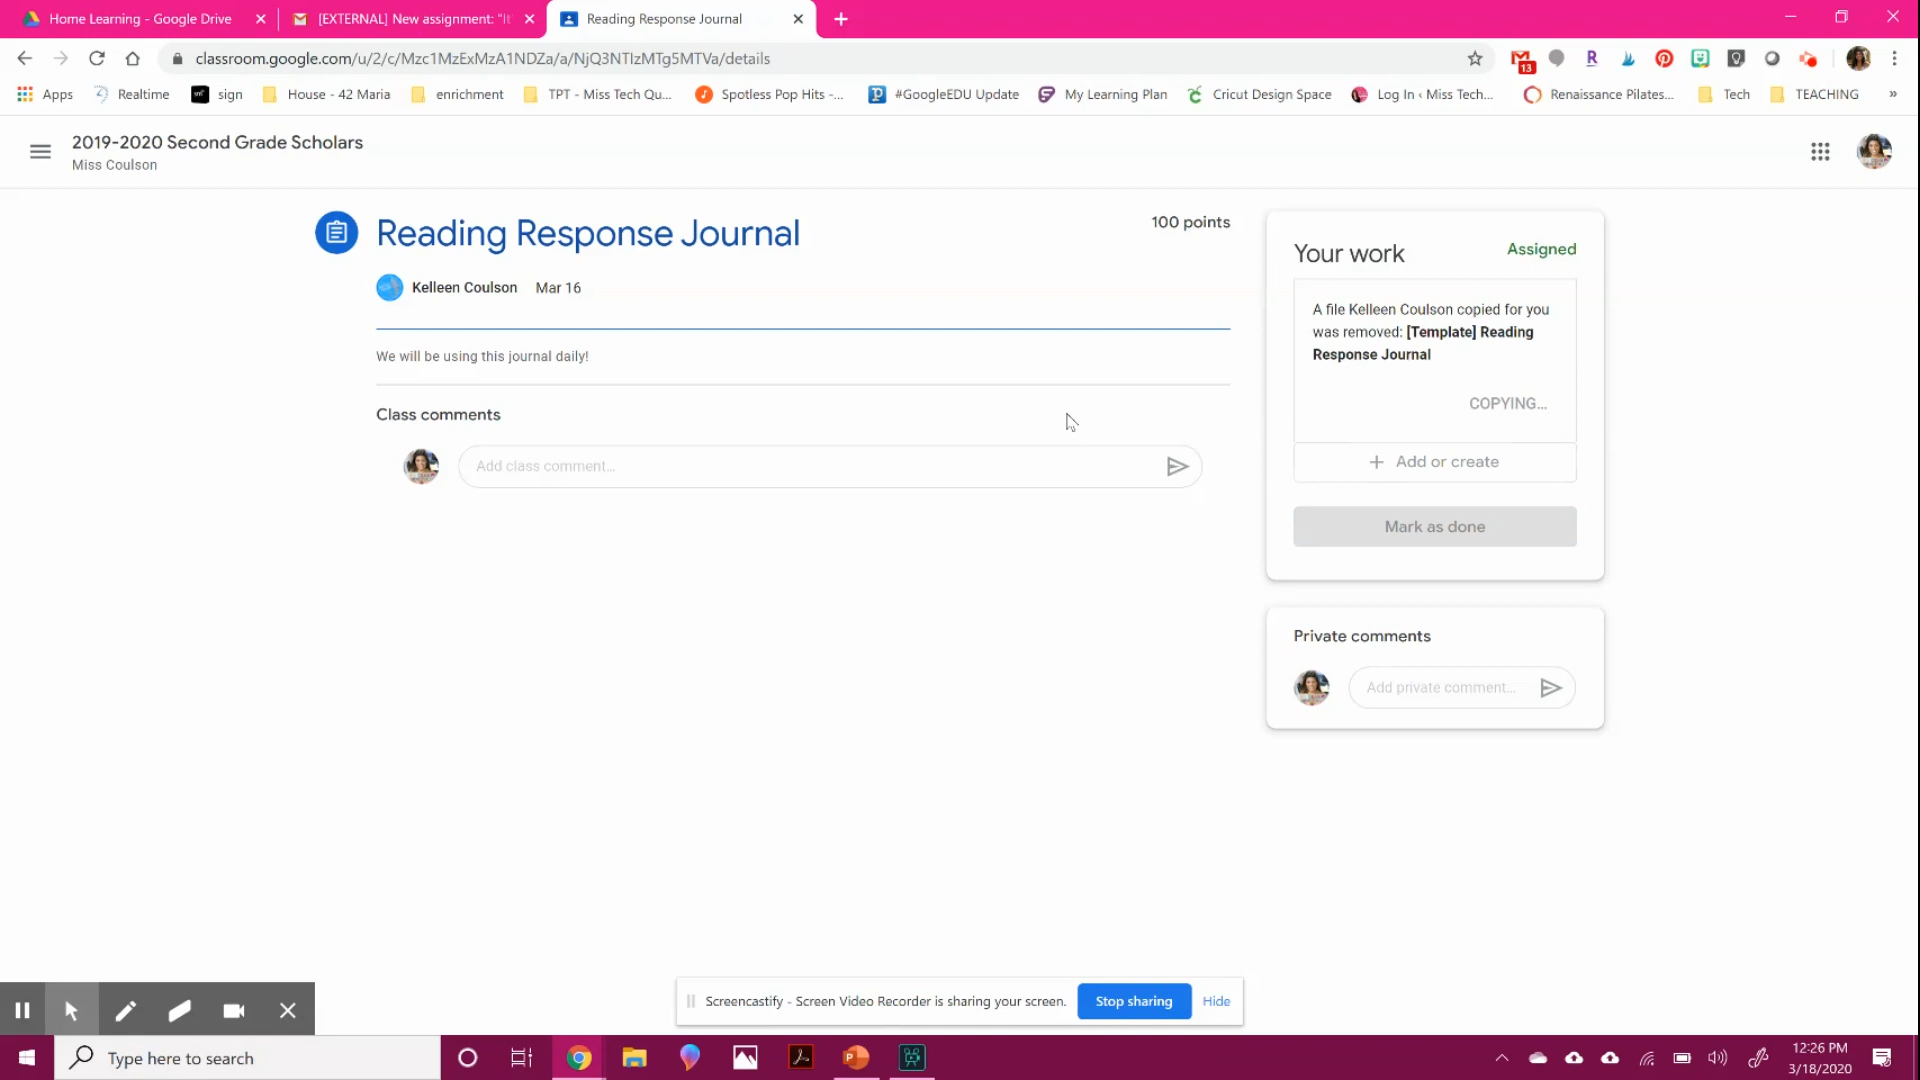 Home Learning - Google Drive
[EXTERNAL] New assignment: "It'
Reading Response Journal
classroom.google.com/u/2/c/Mzc1MzExMzA1NDZa/a/NjQ3NTIzMTg5MTVa/details
13
Apps
Realtime
sign
House - 42 Maria
enrichment
TPT - Miss Tech Qu...
Spotless Pop Hits -...
#GoogleEDU Update
My Learning Plan
Cricut Design Space
Log In ‹ Miss Tech...
Renaissance Pilates...
Tech
TEACHING
»
2019-2020 Second Grade Scholars
Miss Coulson
Reading Response Journal
100 points
Kelleen Coulson Mar 16
We will be using this journal daily!
Class comments
Add class comment...
Your work
Assigned
A file Kelleen Coulson copied for you
was removed: [Template] Reading
Response Journal
COPYING...
+ Add or create
Mark as done
Private comments
Add private comment...
Screencastify - Screen Video Recorder is sharing your screen.
Stop sharing
Hide
Type here to search
12:26 PM
3/18/2020